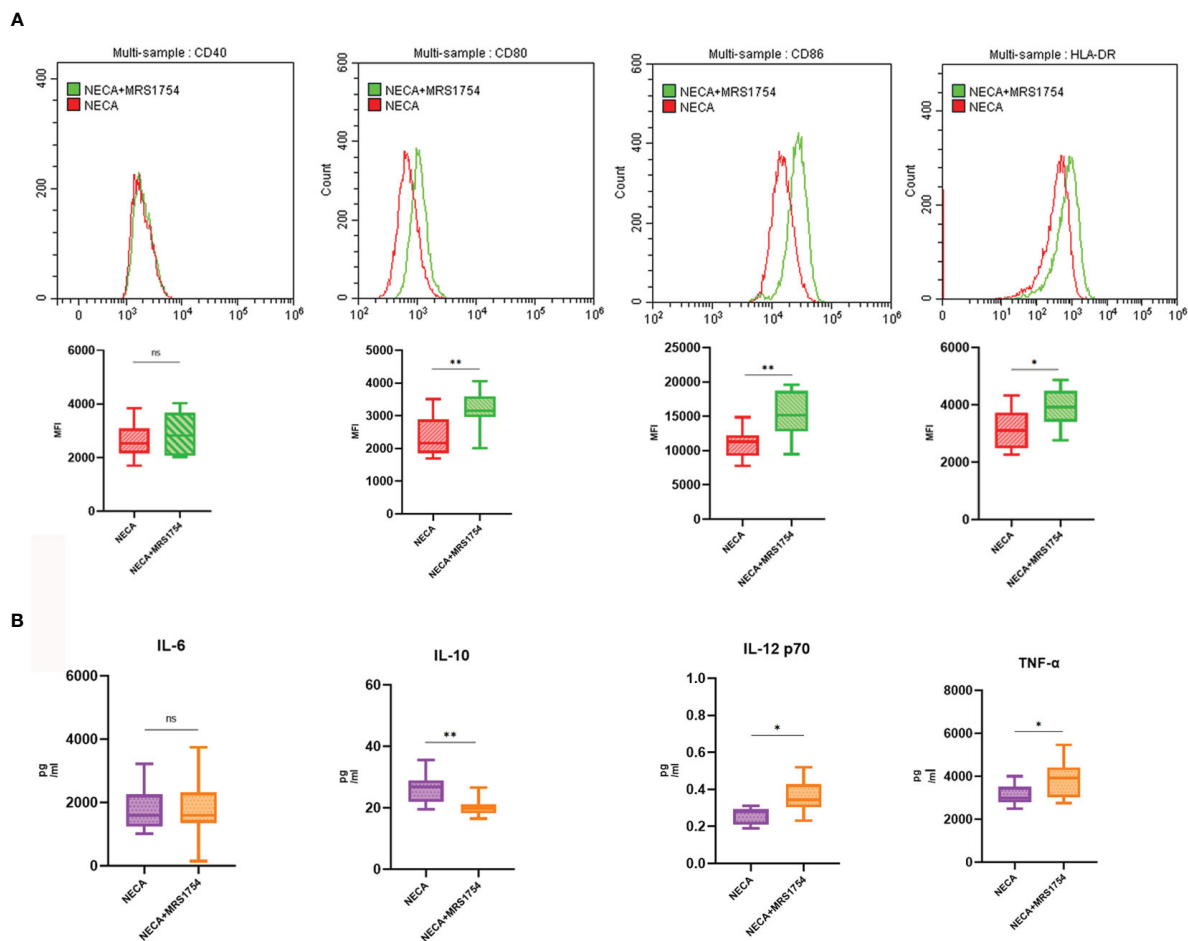 A
Multi-sample : CD40
400
200
0
NECA+MRS1754
NECA
0 10³ 10⁴ 10⁵ 10⁶
Multi-sample : CD80
Count
600
400
200
0
NECA+MRS1754
NECA
10² 10³ 10⁴ 10⁵ 10⁶
Multi-sample : CD86
Count
600
400
200
0
NECA+MRS1754
NECA
10² 10³ 10⁴ 10⁵ 10⁶
Multi-sample : HLA-DR
Count
400
200
0
NECA+MRS1754
NECA
0 10¹ 10² 10³ 10⁴ 10⁵ 10⁶
MFI
6000
4000
2000
0
ns
NECA
NECA+MRS1754
MFI
5000
4000
3000
2000
1000
0
**
NECA
NECA+MRS1754
MFI
25000
20000
15000
10000
5000
0
**
NECA
NECA+MRS1754
MFI
6000
4000
2000
0
*
NECA
NECA+MRS1754
B
IL-6
pg
/ml
6000
4000
2000
0
ns
NECA
NECA+MRS1754
IL-10
pg
/ml
60
40
20
0
**
NECA
NECA+MRS1754
IL-12 p70
pg
/ml
1.0
0.8
0.6
0.4
0.2
0.0
*
NECA
NECA+MRS1754
TNF-α
pg
/ml
8000
6000
4000
2000
0
*
NECA
NECA+MRS1754